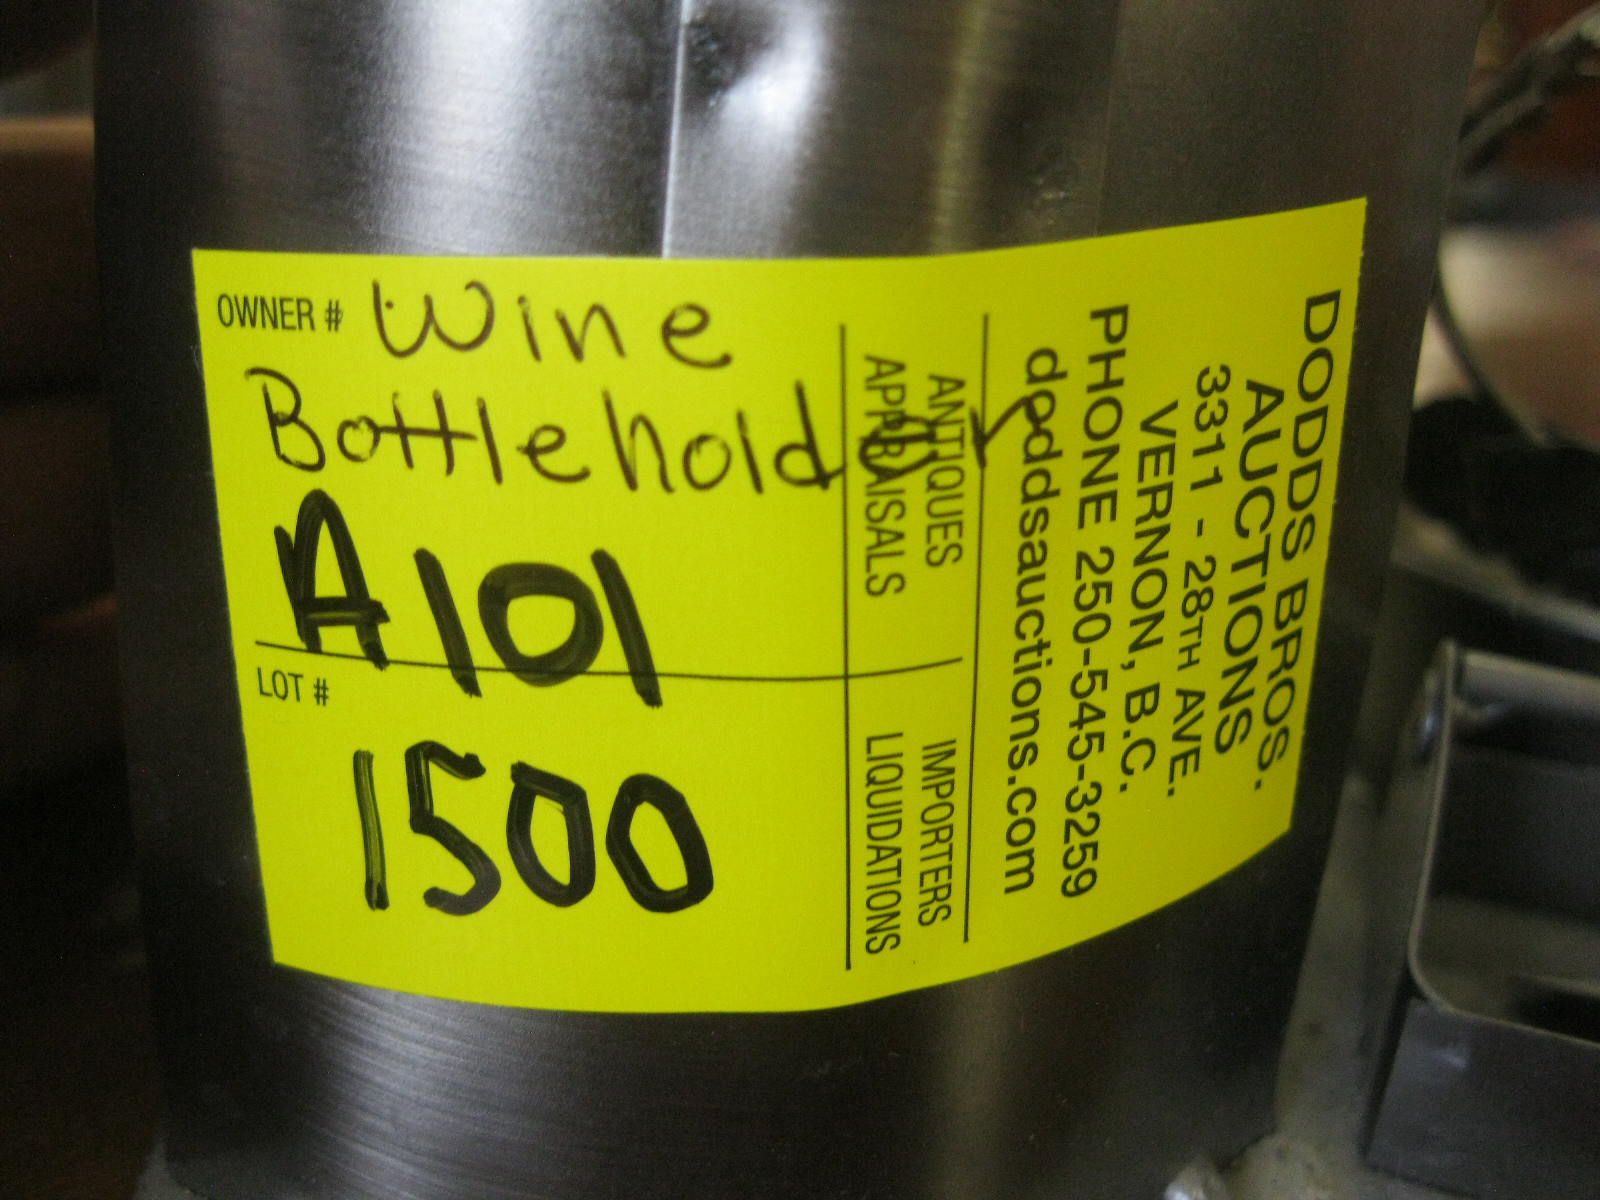 OWNER # Wine
Bottleholder
A101
LOT #
1500
DODDS BROS.
AUCTIONS
3311 - 28TH AVE.
VERNON, B.C.
PHONE 250-545-3259
doddsauctions.com
ANTIQUES
APPRAISALS
IMPORTERS
LIQUIDATIONS